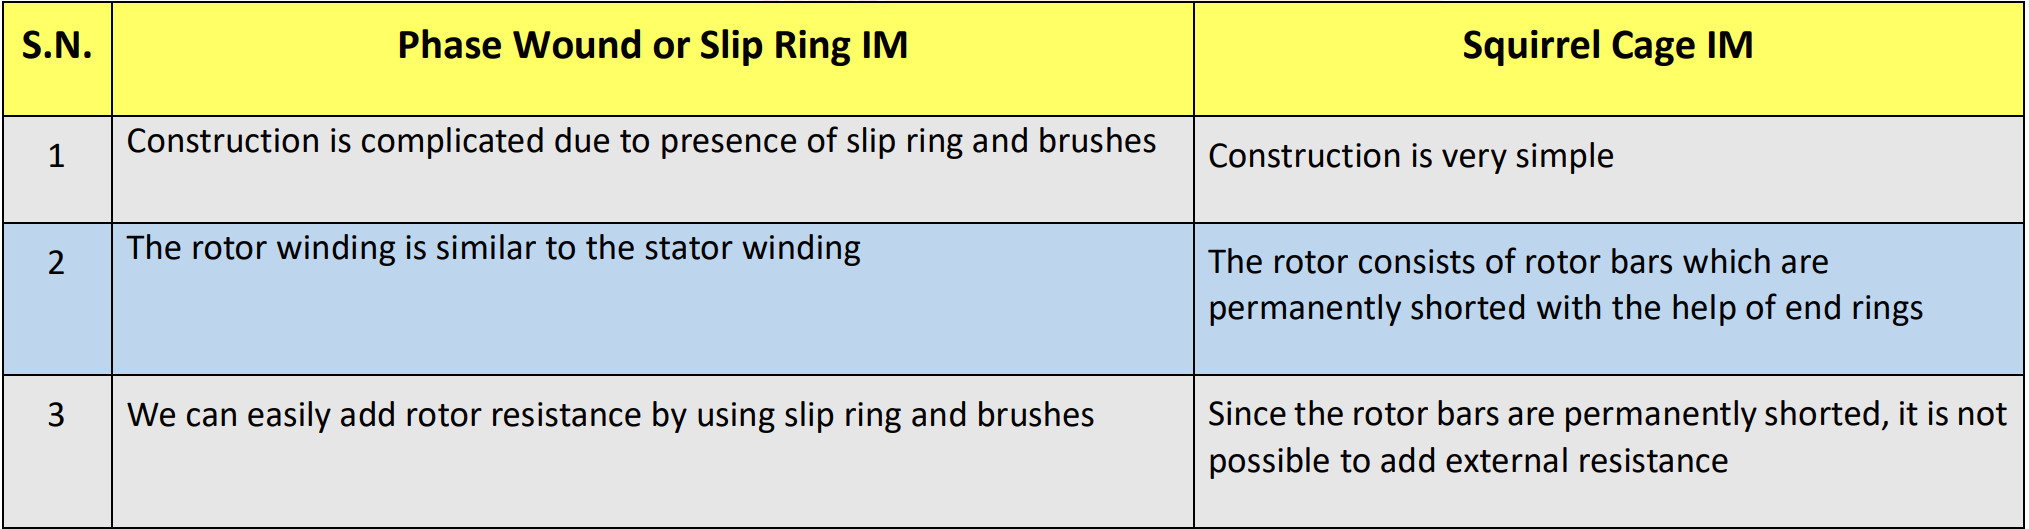 S.N. Phase Wound or Slip Ring IM Squirrel Cage IM
1 Construction is complicated due to presence of slip ring and brushes Construction is very simple
2 The rotor winding is similar to the stator winding The rotor consists of rotor bars which are
permanently shorted with the help of end rings
3 We can easily add rotor resistance by using slip ring and brushes Since the rotor bars are permanently shorted, it is not
possible to add external resistance